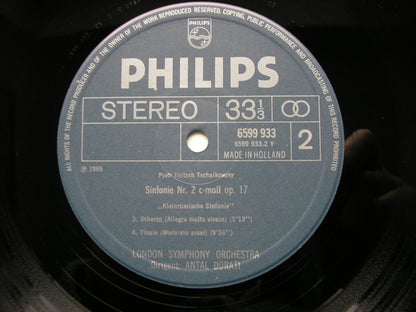 ALL RIGHTS OF THE RECORD PRODUCER AND OF THE OWNER OF THE WORK REPRODUCED RESERVED. COPYING, PUBLIC PERFORMANCE AND BROADCASTING OF THIS RECORD PROHIBITED
PHILIPS
PHILIPS
STEREO 33 1/3
6599 933
6599 933.2 Y
MADE IN HOLLAND
2
℗ 1965
Pjotr Iljitsch Tschaikowsky
Sinfonie Nr. 2 c-moll op. 17
„Kleinrussische Sinfonie"
3. Scherzo (Allegro molto vivace) (5'13")
4. Finale (Moderato assai) (9'56")
LONDON SYMPHONY ORCHESTRA
Dirigent: ANTAL DORATI